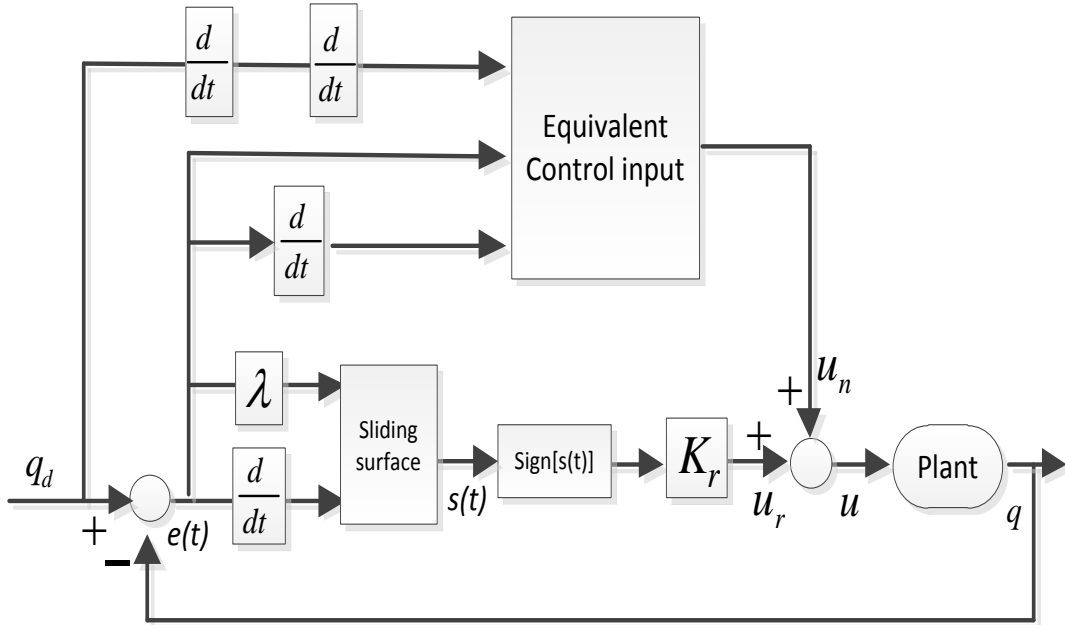 d
dt
d
dt
Equivalent
Control input
d
dt
+
u_n
λ
Sliding
surface
Sign[s(t)]
K_r
+
Plant
q_d
d
dt
+
e(t)
s(t)
u_r
u
q
−